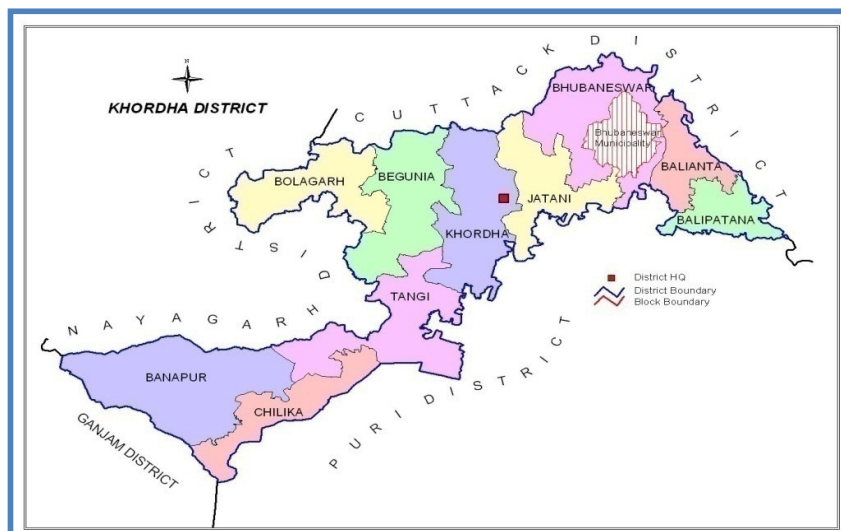 N
KHORDHA DISTRICT
CUTTACK DISTRICT
BHUBANESWAR
Bhubaneswar
Municipality
BALIANTA
BEGUNIA
BOLAGARH
JATANI
BALIPATANA
KHORDHA
District HQ
District Boundary
Block Boundary
TANGI
NAYAGARH DISTRICT
BANAPUR
CHILIKA
PURI DISTRICT
GANJAM DISTRICT